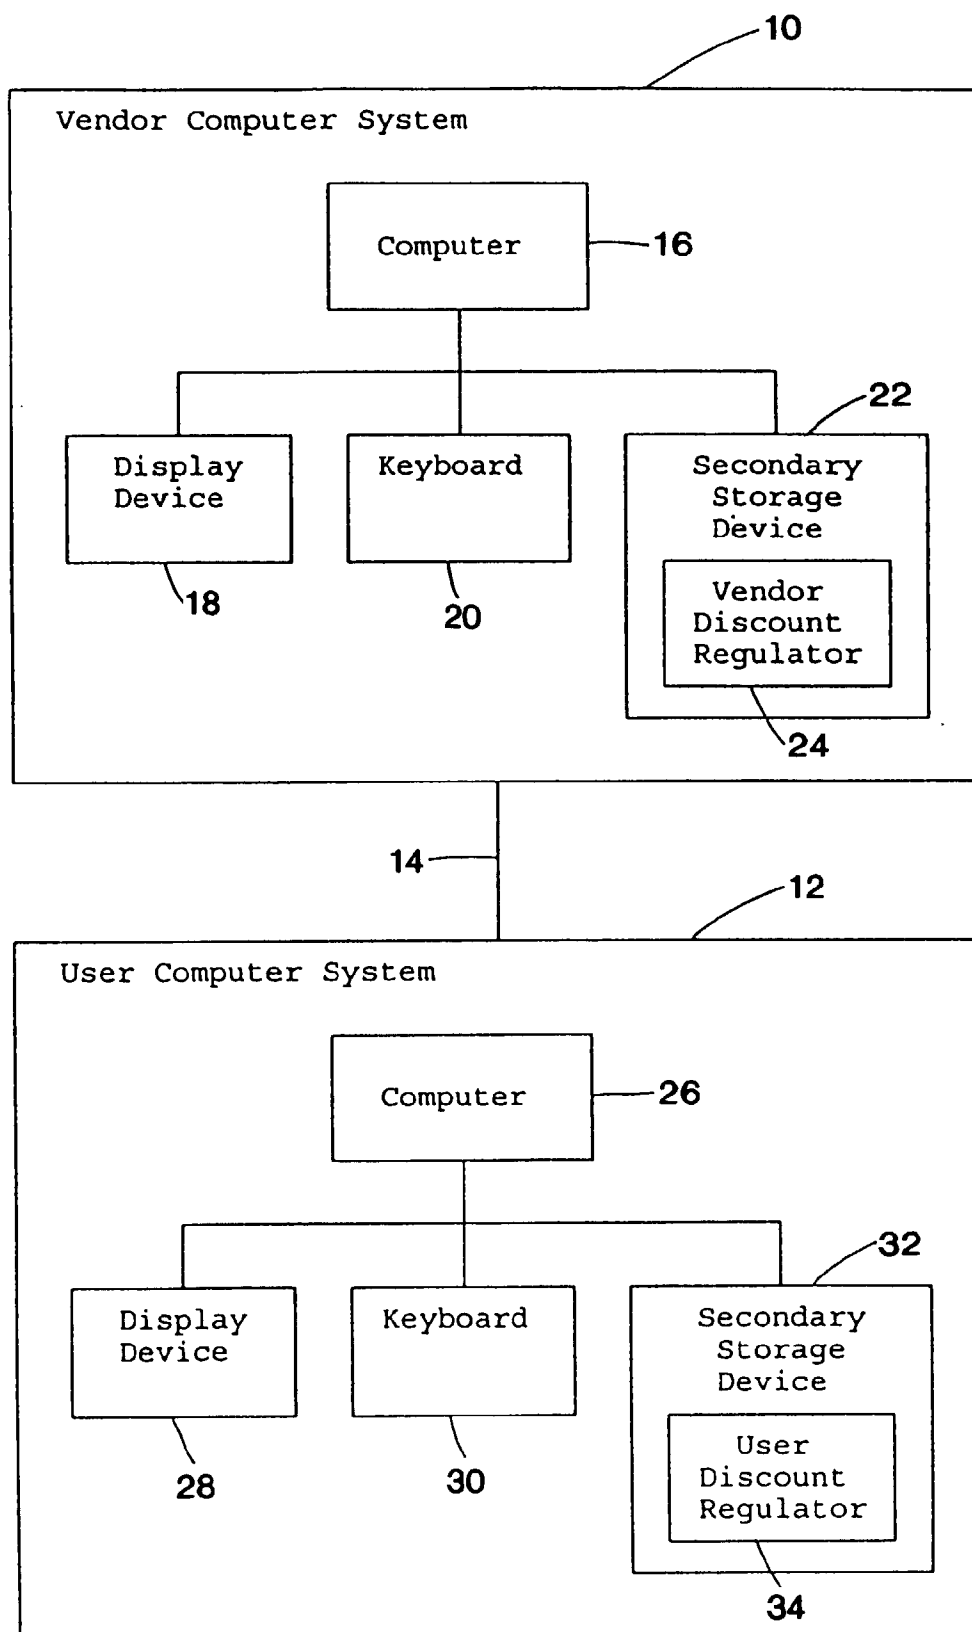 10
Vendor Computer System
Computer
16
22
Display
Device
Keyboard
Secondary
Storage
Device
Vendor
Discount
Regulator
18
20
24
14
12
User Computer System
Computer
26
32
Display
Device
Keyboard
Secondary
Storage
Device
User
Discount
Regulator
28
30
34